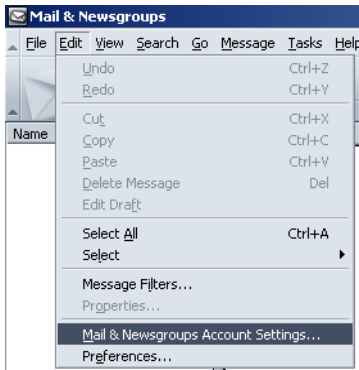 Mail & Newsgroups
File Edit View Search Go Message Tasks Help
Name
Undo Ctrl+Z
Redo Ctrl+Y
Cut Ctrl+X
Copy Ctrl+C
Paste Ctrl+V
Delete Message Del
Edit Draft
Select All Ctrl+A
Select
Message Filters...
Properties...
Mail & Newsgroups Account Settings...
Preferences...